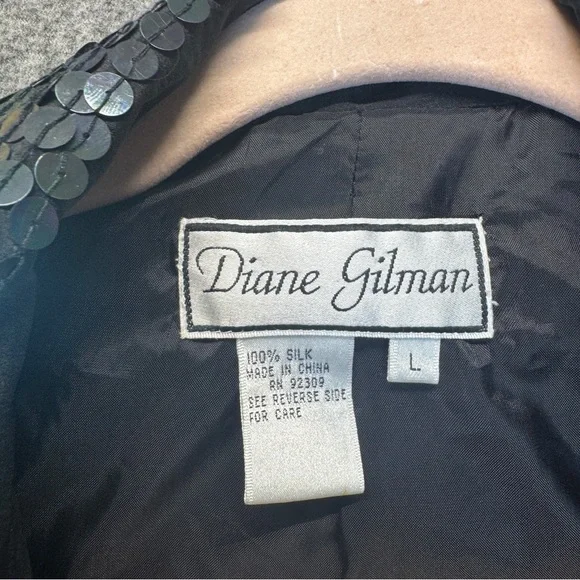 Diane Gilman
100% SILK
MADE IN CHINA
RN 92309
SEE REVERSE SIDE
FOR CARE
L